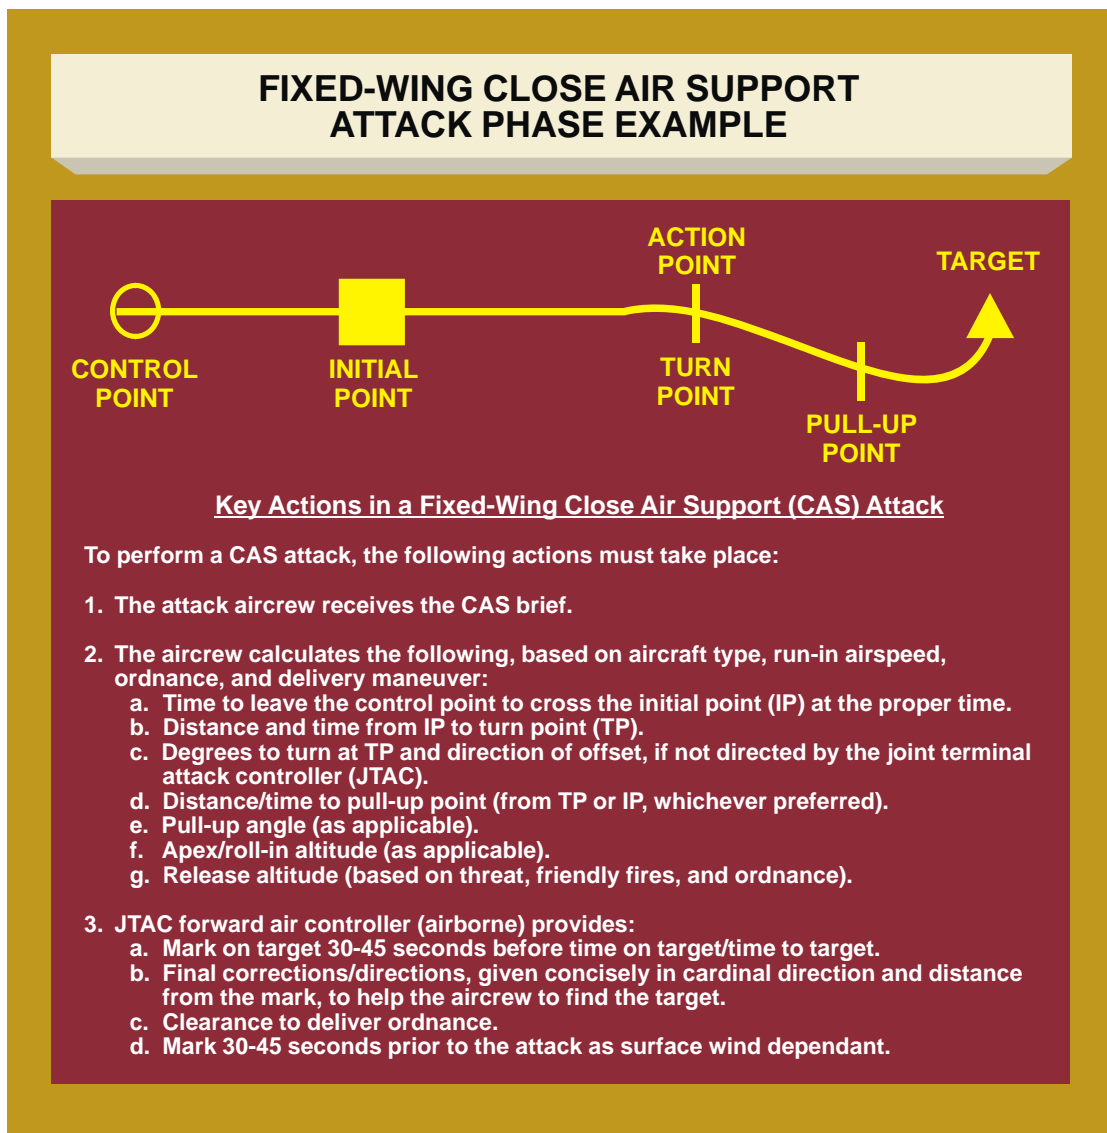 FIXED-WING CLOSE AIR SUPPORT
ATTACK PHASE EXAMPLE
ACTION
POINT
TARGET
CONTROL
POINT
INITIAL
POINT
TURN
POINT
PULL-UP
POINT
Key Actions in a Fixed-Wing Close Air Support (CAS) Attack
To perform a CAS attack, the following actions must take place:
1. The attack aircrew receives the CAS brief.
2. The aircrew calculates the following, based on aircraft type, run-in airspeed,
ordnance, and delivery maneuver:
a. Time to leave the control point to cross the initial point (IP) at the proper time.
b. Distance and time from IP to turn point (TP).
c. Degrees to turn at TP and direction of offset, if not directed by the joint terminal
attack controller (JTAC).
d. Distance/time to pull-up point (from TP or IP, whichever preferred).
e. Pull-up angle (as applicable).
f. Apex/roll-in altitude (as applicable).
g. Release altitude (based on threat, friendly fires, and ordnance).
3. JTAC forward air controller (airborne) provides:
a. Mark on target 30-45 seconds before time on target/time to target.
b. Final corrections/directions, given concisely in cardinal direction and distance
from the mark, to help the aircrew to find the target.
c. Clearance to deliver ordnance.
d. Mark 30-45 seconds prior to the attack as surface wind dependant.